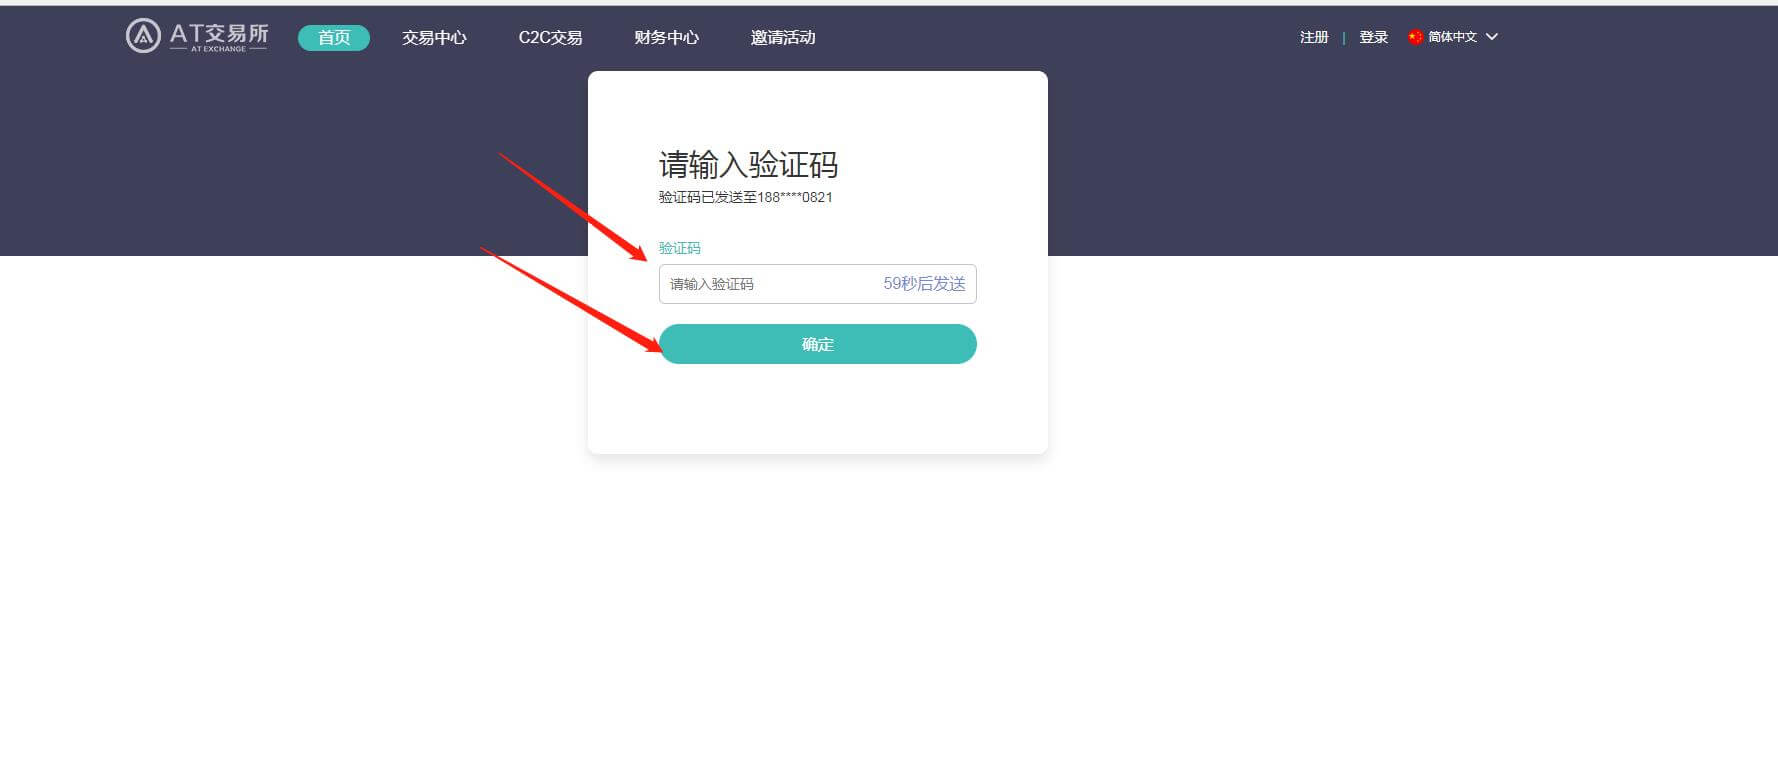 AT交易所
AT EXCHANGE
首页 交易中心 C2C交易 财务中心 邀请活动 注册 | 登录 简体中文
请输入验证码
验证码已发送至188****0821
验证码
请输入验证码 59秒后发送
确定